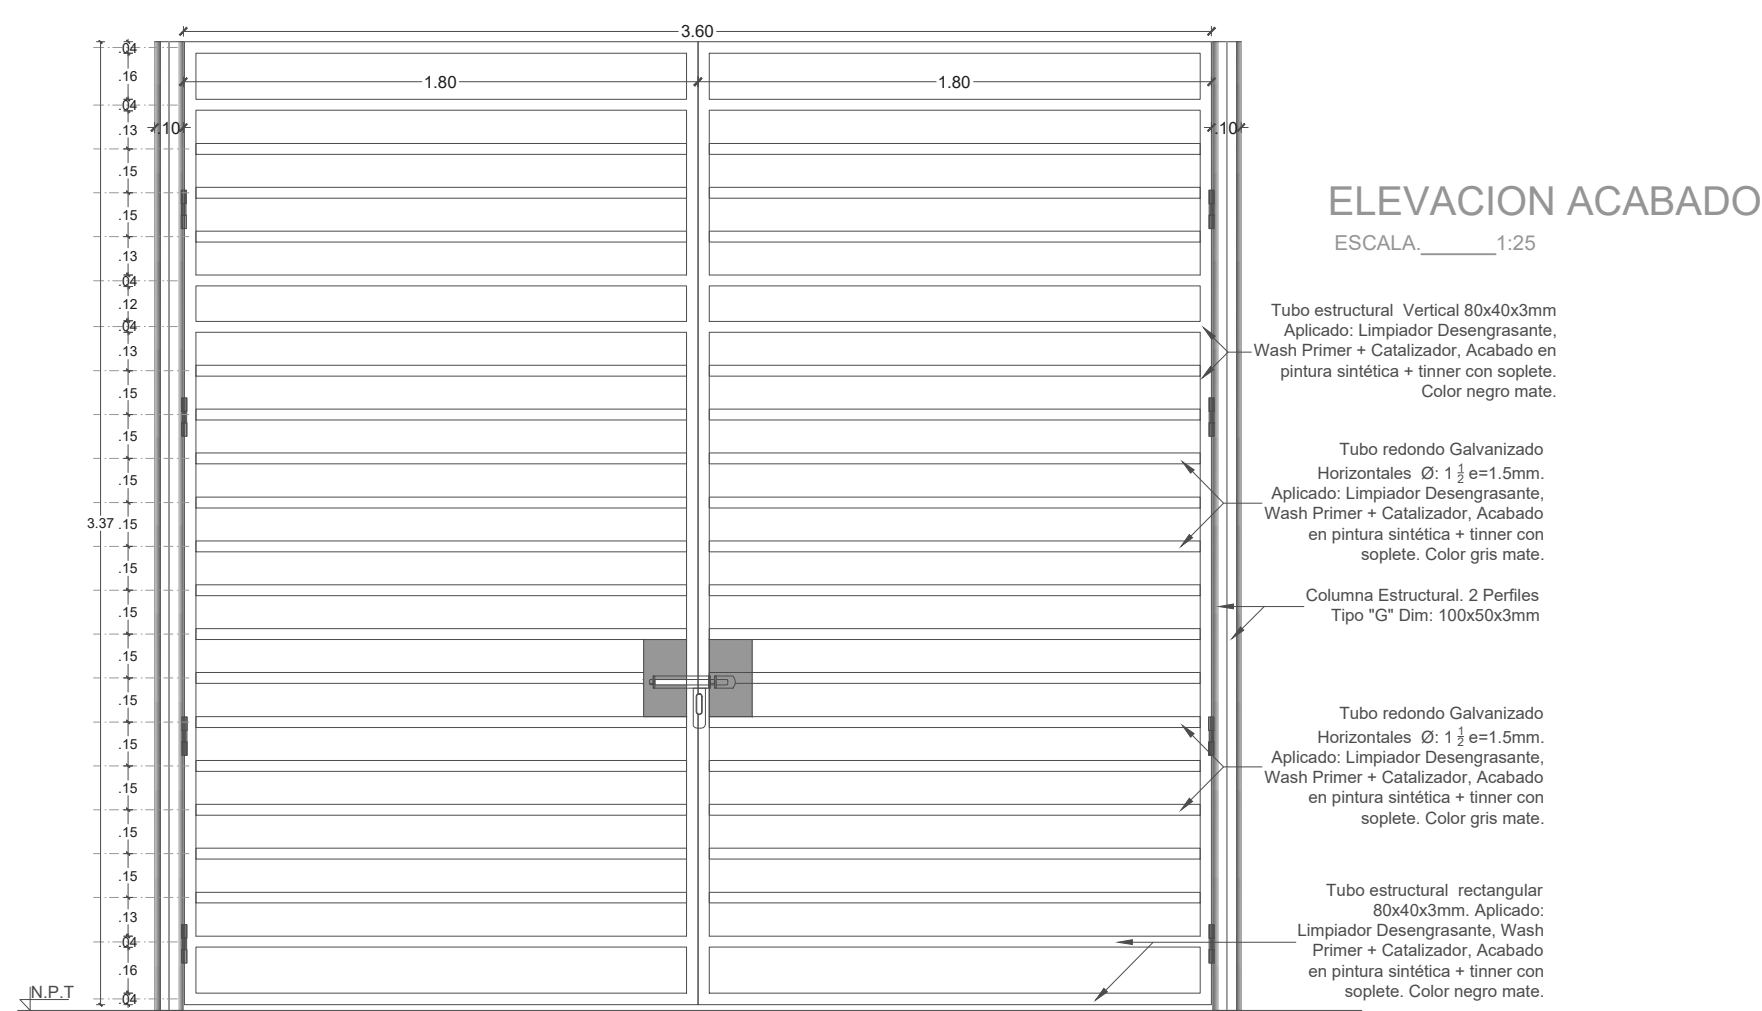 3.60
1.80
1.80
.10
.10
.04
.16
.04
.13
.15
.15
.13
.04
.12
.04
.13
.15
.15
.15
3.37
.15
.15
.15
.15
.15
.15
.15
.15
.15
.13
.04
.16
.04
N.P.T
ELEVACION ACABADO
ESCALA._______1:25
Tubo estructural Vertical 80x40x3mm
Aplicado: Limpiador Desengrasante,
Wash Primer + Catalizador, Acabado en
pintura sintética + tinner con soplete.
Color negro mate.
Tubo redondo Galvanizado
Horizontales Ø: 1 1/2 e=1.5mm.
Aplicado: Limpiador Desengrasante,
Wash Primer + Catalizador, Acabado
en pintura sintética + tinner con
soplete. Color gris mate.
Columna Estructural. 2 Perfiles
Tipo "G" Dim: 100x50x3mm
Tubo redondo Galvanizado
Horizontales Ø: 1 1/2 e=1.5mm.
Aplicado: Limpiador Desengrasante,
Wash Primer + Catalizador, Acabado
en pintura sintética + tinner con
soplete. Color gris mate.
Tubo estructural rectangular
80x40x3mm. Aplicado:
Limpiador Desengrasante, Wash
Primer + Catalizador, Acabado
en pintura sintética + tinner con
soplete. Color negro mate.